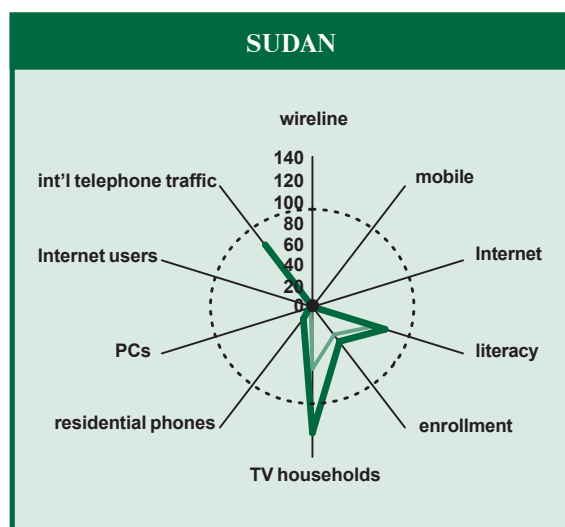 SUDAN
wireline
140
int'l telephone traffic
120
mobile
100
80
60
Internet users
Internet
40
20
0
PCs
literacy
residential phones
enrollment
TV households